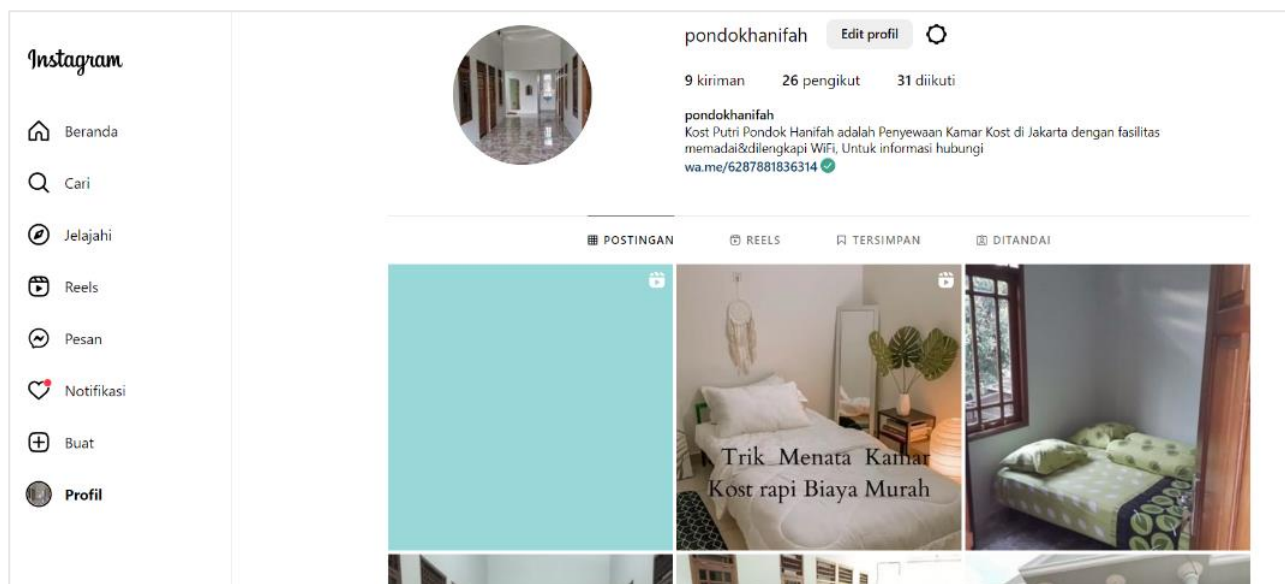 Instagram
Beranda
Cari
Jelajahi
Reels
Pesan
Notifikasi
Buat
Profil
pondokhanifah Edit profil
9 kiriman 26 pengikut 31 diikuti
pondokhanifah
Kost Putri Pondok Hanifah adalah Penyewaan Kamar Kost di Jakarta dengan fasilitas
memadai&dilengkapi WiFi, Untuk informasi hubungi
wa.me/6287881836314
POSTINGAN REELS TERSIMPAN DITANDAI
Trik Menata Kamar
Kost rapi Biaya Murah